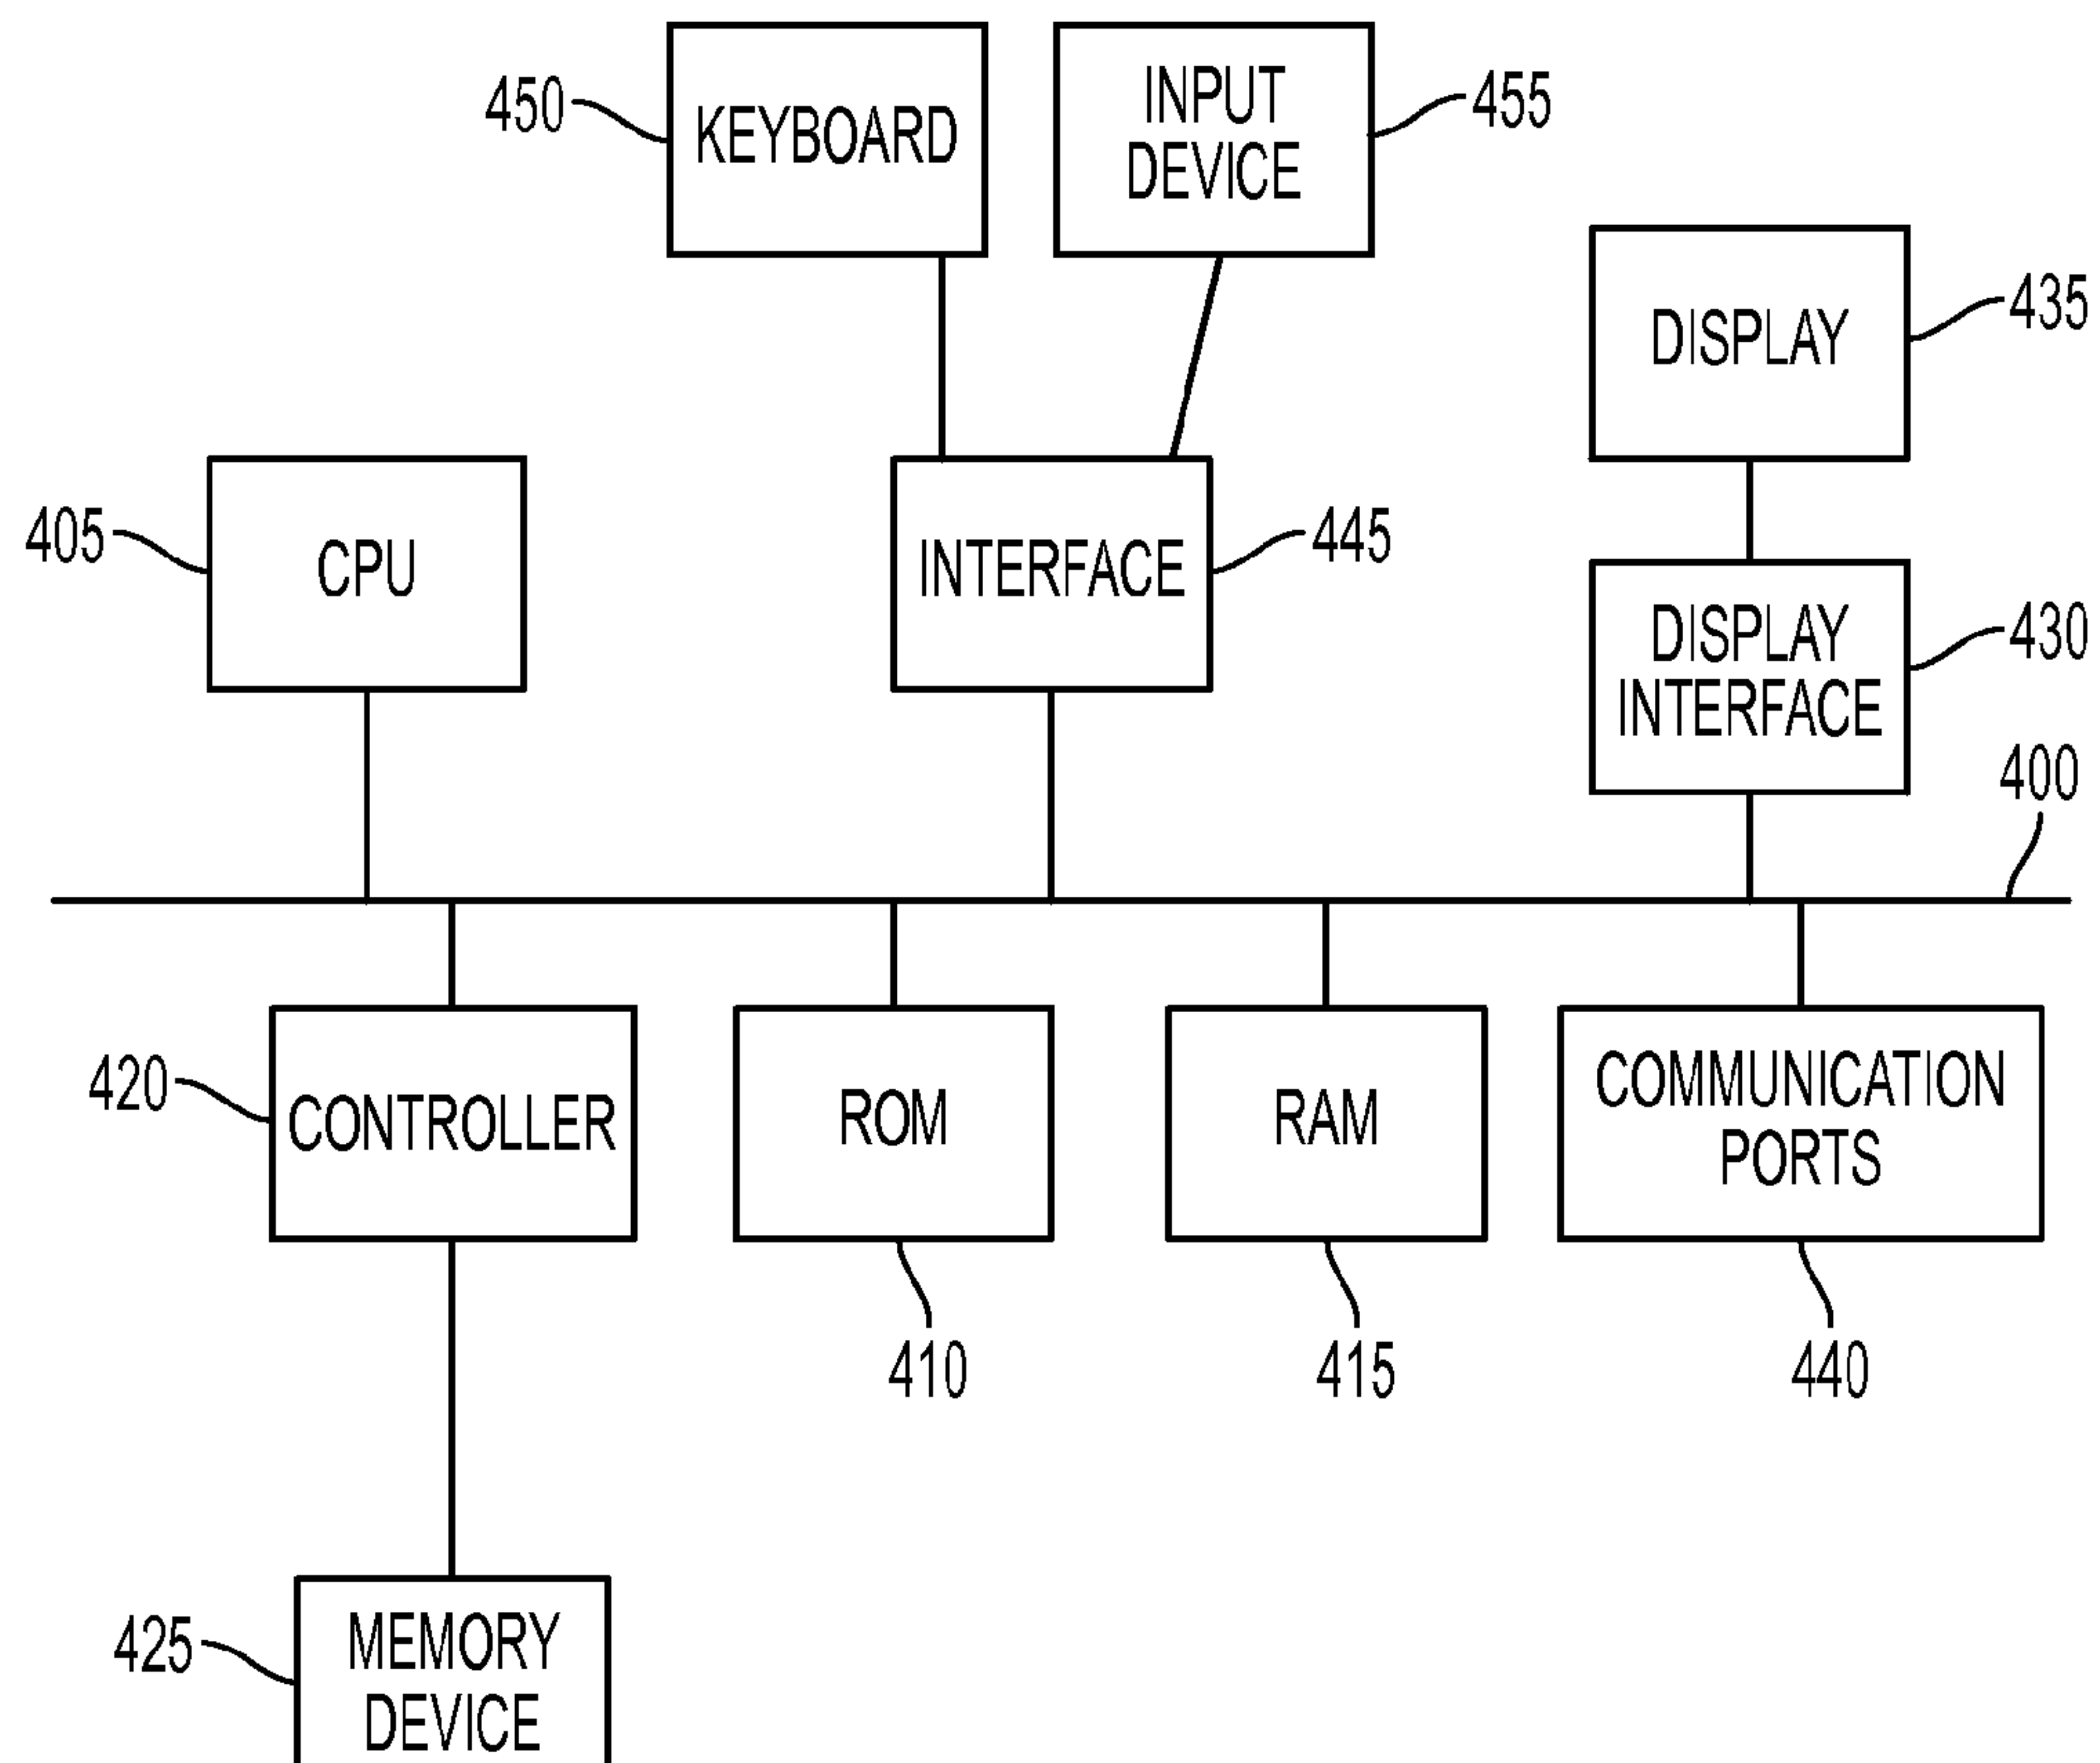 450
KEYBOARD
INPUT
DEVICE
455
DISPLAY
435
405
CPU
INTERFACE
445
DISPLAY
INTERFACE
430
400
420
CONTROLLER
ROM
RAM
COMMUNICATION
PORTS
410
415
440
425
MEMORY
DEVICE